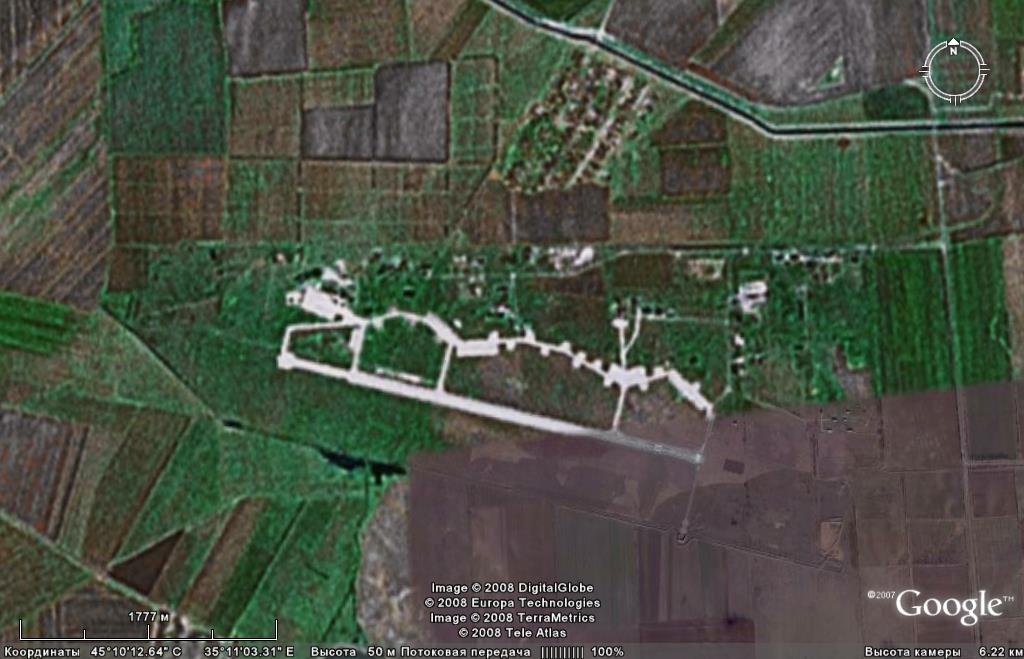 N
Image © 2008 DigitalGlobe
© 2008 Europa Technologies
Image © 2008 TerraMetrics
© 2008 Tele Atlas
©2007 Google™
1777 м
Координаты 45°10'12.64" С 35°11'03.31" E Высота 50 м Потоковая передача |||||||||| 100% Высота камеры 6.22 км